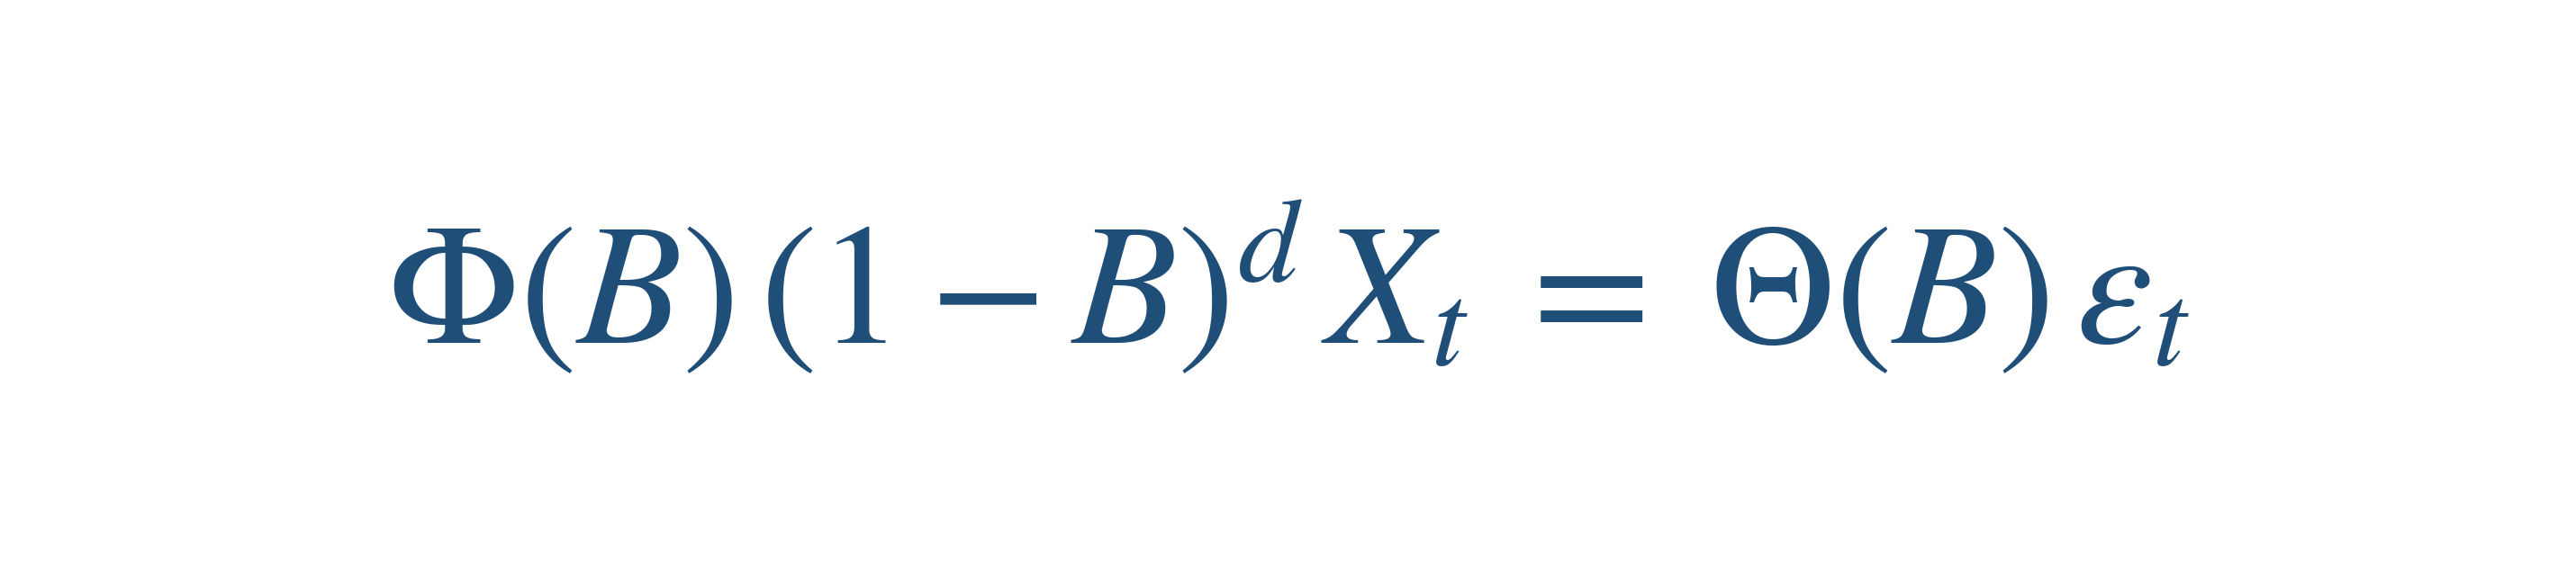 Φ(B) (1 − B)^d X_t = Θ(B) ε_t